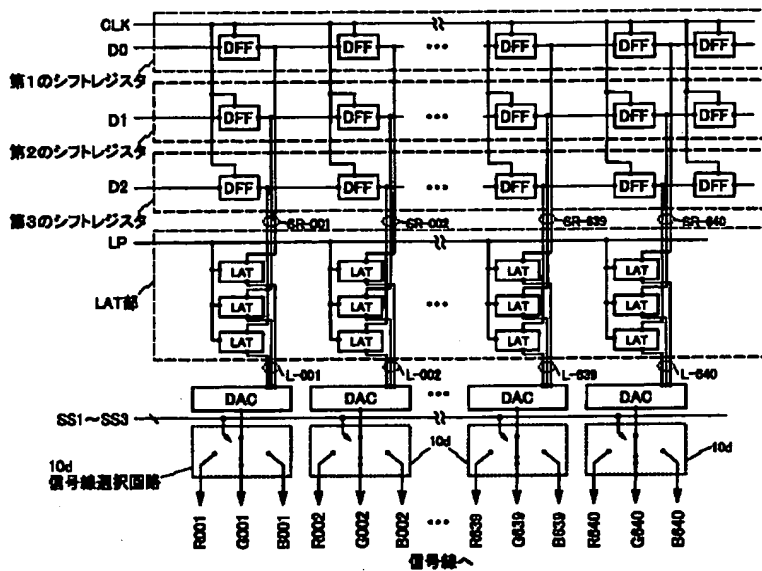 CLK
D0
DFF DFF ••• DFF DFF DFF
第1のシフトレジスタ
D1
DFF DFF ••• DFF DFF DFF
第2のシフトレジスタ
D2
DFF DFF ••• DFF DFF DFF
第3のシフトレジスタ
SR-001 SR-002 SR-639 SR-640
LP
LAT LAT LAT LAT
LAT部
LAT LAT ••• LAT LAT
LAT LAT LAT LAT
L-001 L-002 L-639 L-640
DAC DAC ••• DAC DAC
SS1～SS3
10d 10d 10d
信号線選択回路
R001 G001 B001 R002 G002 B002 ••• R639 G639 B639 R640 G640 B640
信号線へ